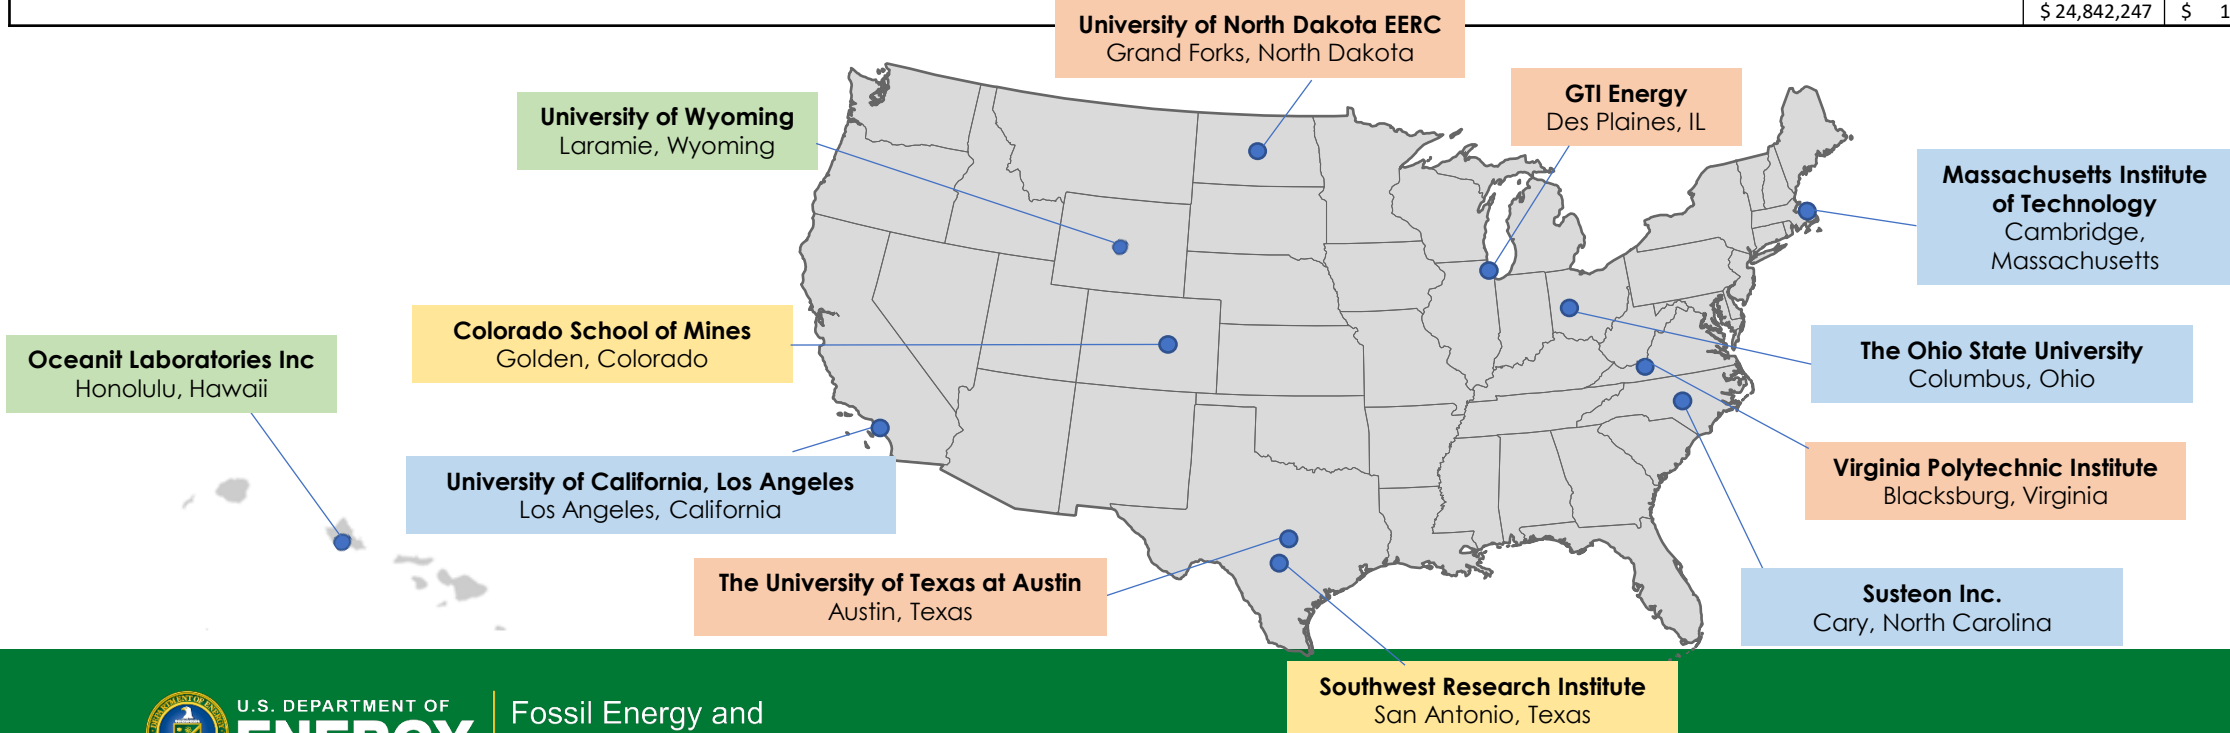 $ 24,842,247 $ 1
University of North Dakota EERC
Grand Forks, North Dakota
GTI Energy
Des Plaines, IL
University of Wyoming
Laramie, Wyoming
Massachusetts Institute
of Technology
Cambridge,
Massachusetts
Colorado School of Mines
Golden, Colorado
The Ohio State University
Columbus, Ohio
Oceanit Laboratories Inc
Honolulu, Hawaii
Virginia Polytechnic Institute
Blacksburg, Virginia
University of California, Los Angeles
Los Angeles, California
The University of Texas at Austin
Austin, Texas
Susteon Inc.
Cary, North Carolina
Southwest Research Institute
San Antonio, Texas
U.S. DEPARTMENT OF
ENERGY
Fossil Energy and